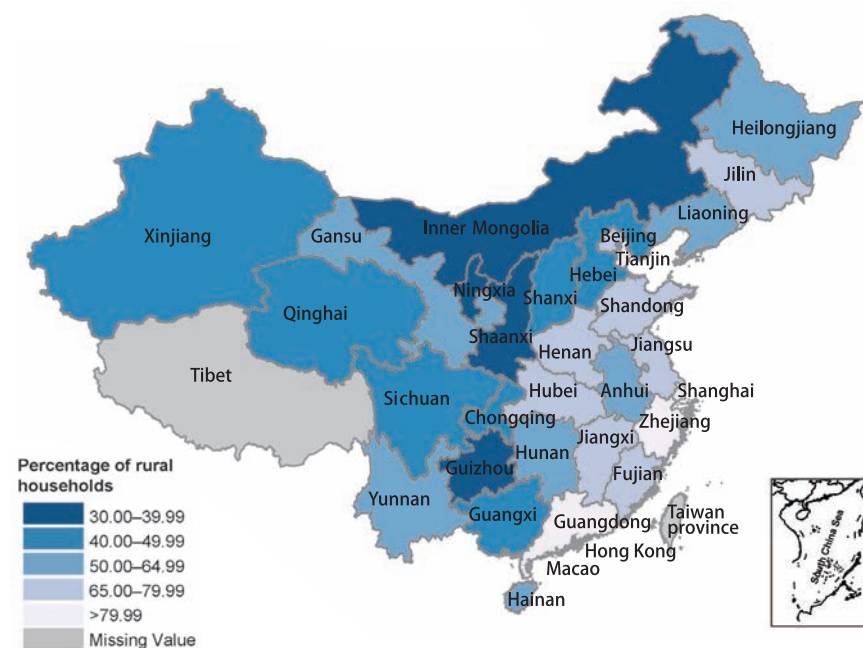 Heilongjiang
Jilin
Liaoning
Inner Mongolia
Xinjiang
Gansu
Beijing
Tianjin
Hebei
Ningxia
Shanxi
Shandong
Qinghai
Shaanxi
Henan
Jiangsu
Tibet
Sichuan
Hubei
Anhui
Shanghai
Chongqing
Zhejiang
Hunan
Jiangxi
Guizhou
Fujian
Yunnan
Guangxi
Guangdong
Taiwan
province
Hong Kong
Macao
Hainan
Percentage of rural
households
30.00–39.99
40.00–49.99
50.00–64.99
65.00–79.99
>79.99
Missing Value
South China Sea